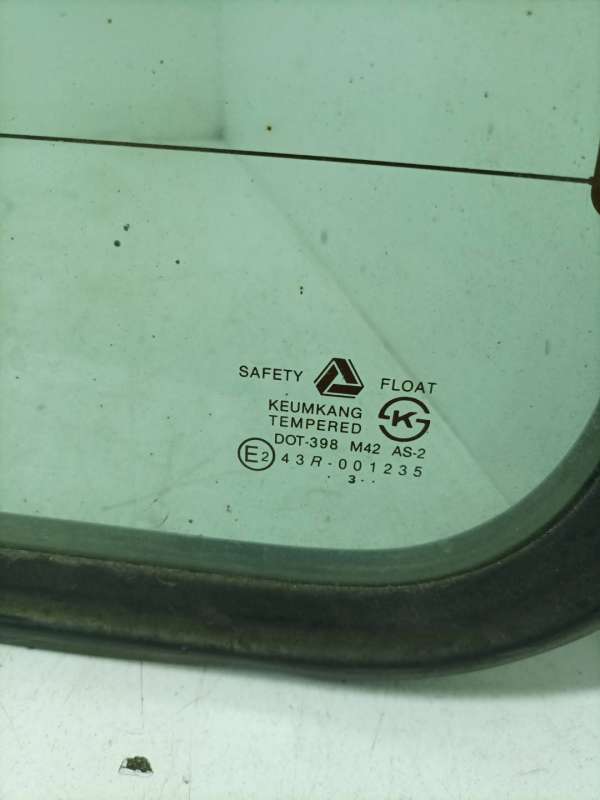 SAFETY FLOAT
KEUMKANG
TEMPERED
DOT-398 M42 AS-2
E2 43R-001235
. 3 . .